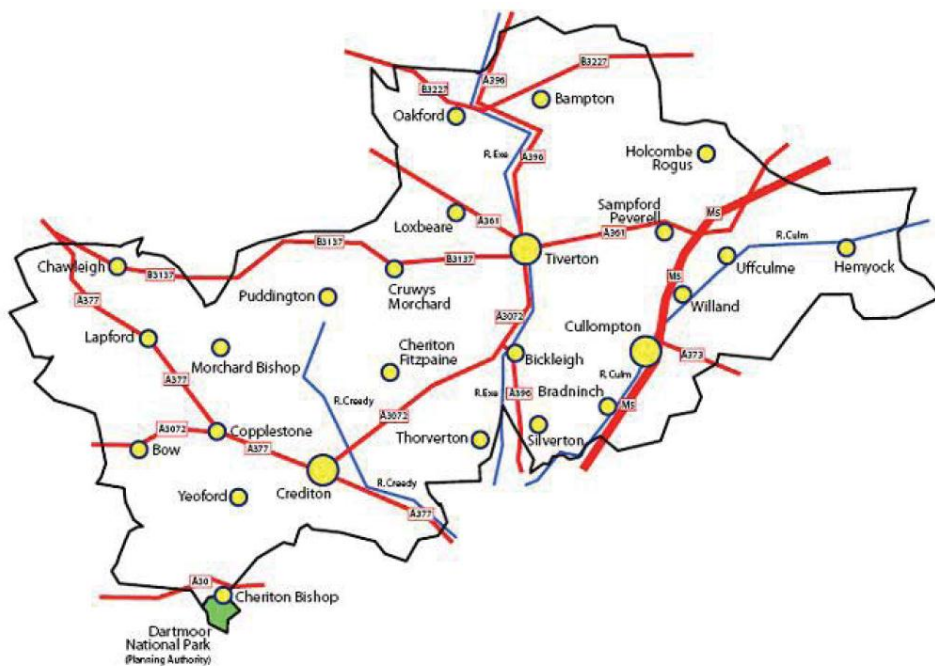 B3227
A396
B3227
Oakford
Bampton
R.Exe
A396
Holcombe
Rogus
Loxbeare
A361
Sampford
Peverell
A361
M5
R.Culm
Chawleigh
B3137
B3137
B3137
Tiverton
Uffculme
Hemyock
A377
Puddington
Cruwys
Morchard
M5
Willand
A3072
Cullompton
Lapford
Morchard Bishop
Cheriton
Fitzpaine
Bickleigh
A373
A377
R.Creedy
R.Exe
A396
Bradninch
R.Culm
M5
A3072
A3072
Copplestone
Thorverton
Silverton
Bow
A377
Crediton
R.Creedy
Yeoford
A377
A30
Cheriton Bishop
Dartmoor
National Park
(Planning Authority)